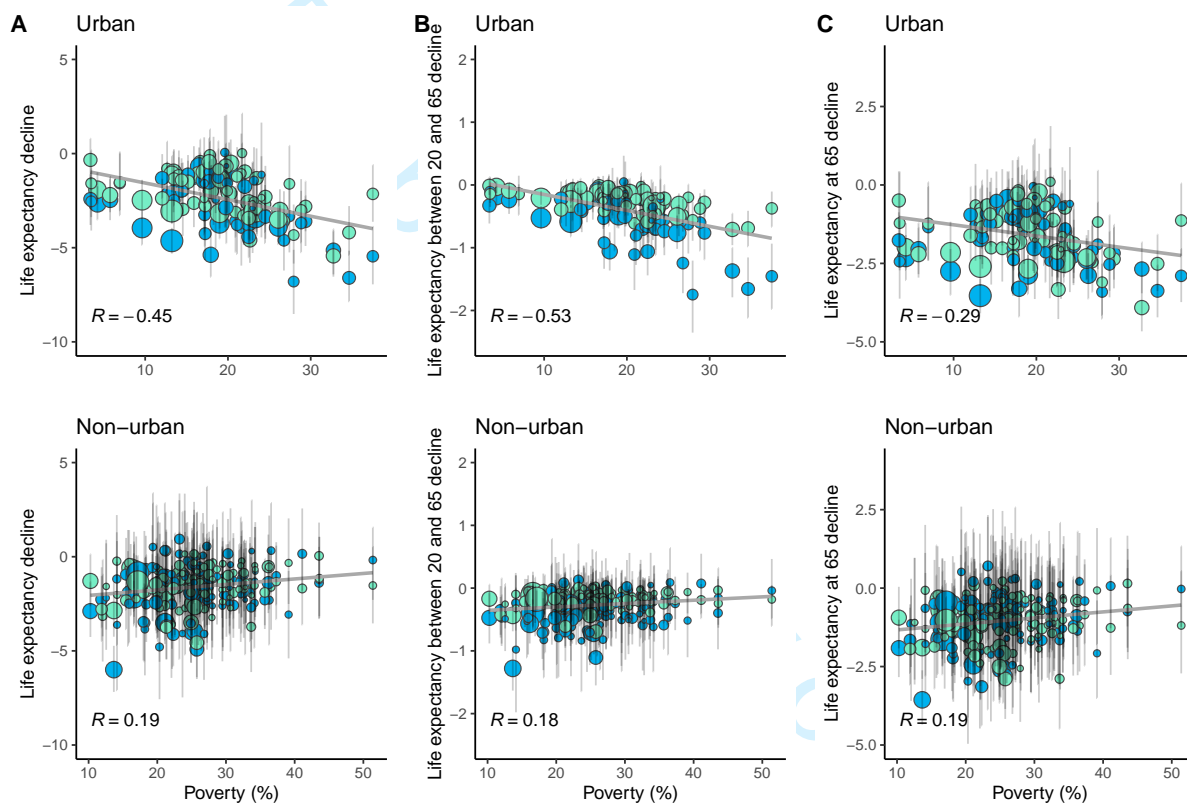 A
Urban
Life expectancy decline
5
0
−5
−10
R = −0.45
10
20
30
B
Urban
Life expectancy between 20 and 65 decline
2
1
0
−1
−2
R = −0.53
10
20
30
C
Urban
Life expectancy at 65 decline
2.5
0.0
−2.5
−5.0
R = −0.29
10
20
30
Non−urban
Life expectancy decline
5
0
−5
−10
R = 0.19
10
20
30
40
50
Poverty (%)
Non−urban
Life expectancy between 20 and 65 decline
2
1
0
−1
−2
R = 0.18
10
20
30
40
50
Poverty (%)
Non−urban
Life expectancy at 65 decline
2.5
0.0
−2.5
−5.0
R = 0.19
10
20
30
40
50
Poverty (%)